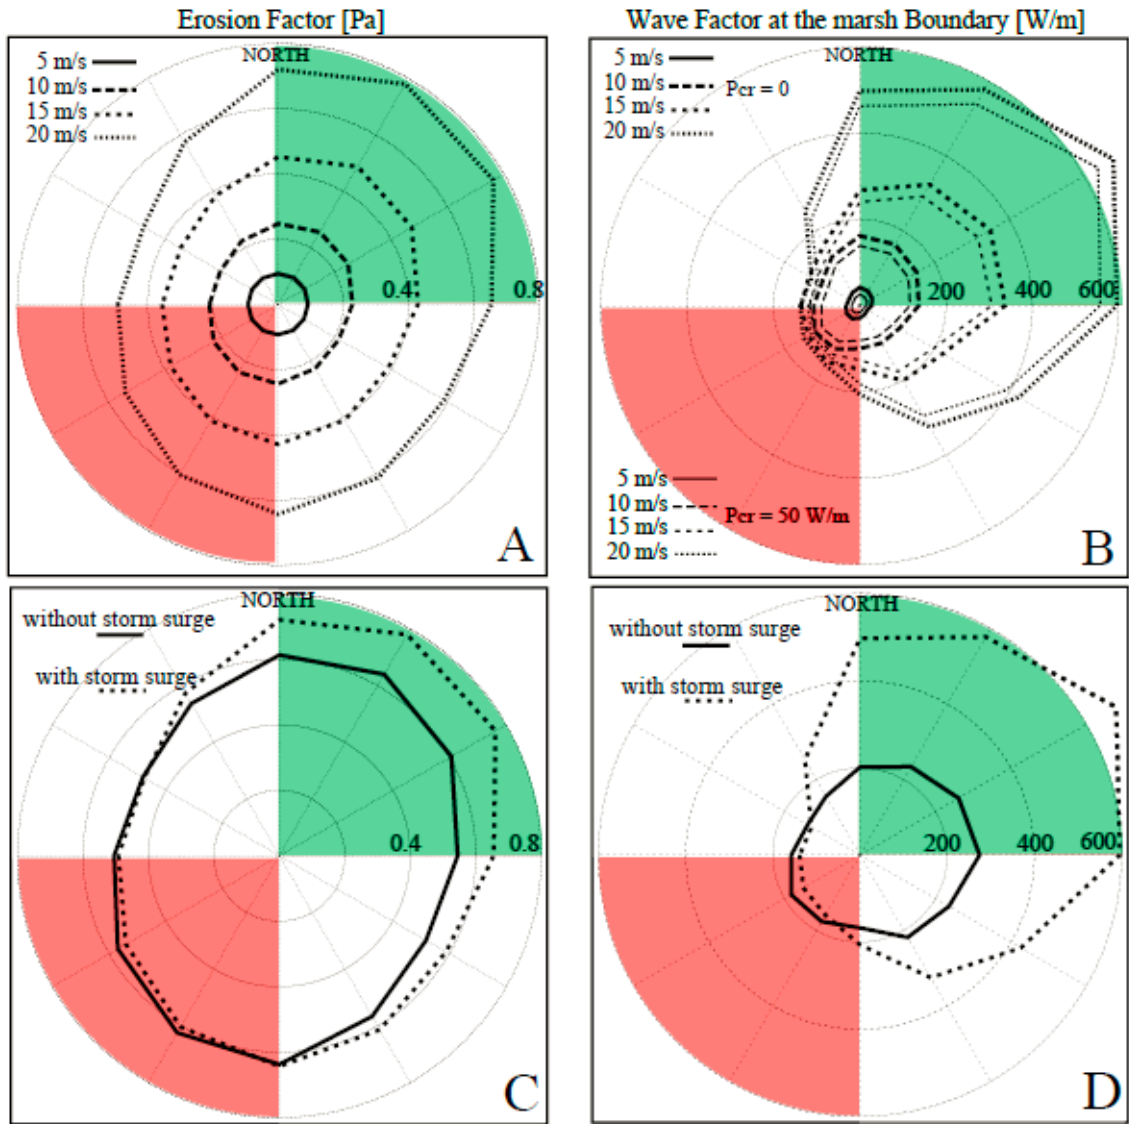 Erosion Factor [Pa]
Wave Factor at the marsh Boundary [W/m]
NORTH
5 m/s
10 m/s
15 m/s
20 m/s
0.4
0.8
A
NORTH
5 m/s
10 m/s
Pcr = 0
15 m/s
20 m/s
200
400
600
5 m/s
10 m/s
Pcr = 50 W/m
15 m/s
20 m/s
B
NORTH
without storm surge
with storm surge
0.4
0.8
C
NORTH
without storm surge
with storm surge
200
400
600
D